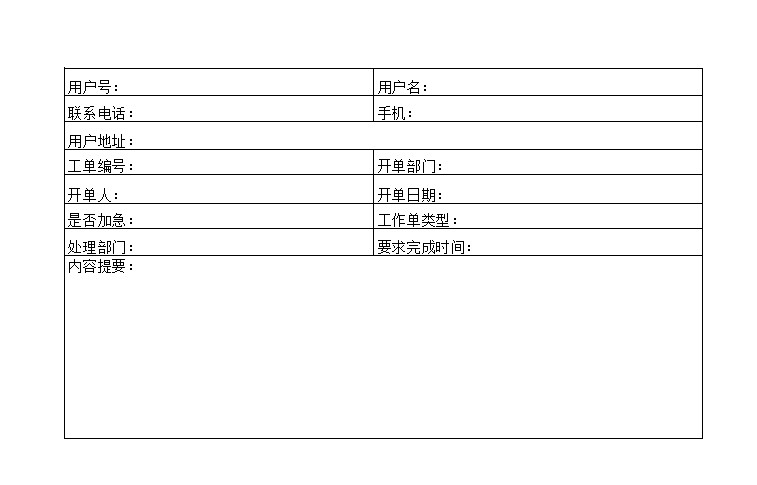 用户号：
用户名：
联系电话：
手机：
用户地址：
工单编号：
开单部门：
开单人：
开单日期：
是否加急：
工作单类型：
处理部门：
要求完成时间：
内容提要：